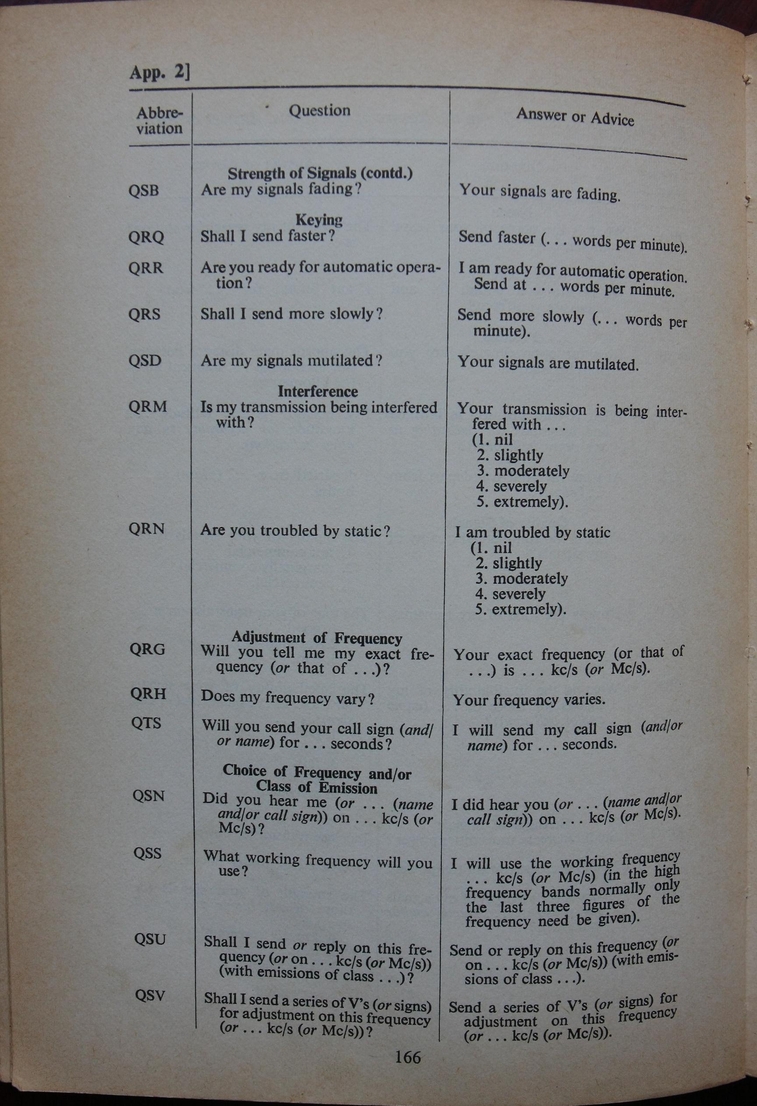 App. 2]
Abbre-
viation
Question
Answer or Advice
Strength of Signals (contd.)
QSB
Are my signals fading?
Your signals are fading.
Keying
QRQ
Shall I send faster?
Send faster (. . . words per minute).
QRR
Are you ready for automatic opera-
tion?
I am ready for automatic operation.
Send at . . . words per minute.
QRS
Shall I send more slowly?
Send more slowly (. . . words per
minute).
QSD
Are my signals mutilated?
Your signals are mutilated.
Interference
QRM
Is my transmission being interfered
with?
Your transmission is being inter-
fered with . . .
(1. nil
2. slightly
3. moderately
4. severely
5. extremely).
QRN
Are you troubled by static?
I am troubled by static
(1. nil
2. slightly
3. moderately
4. severely
5. extremely).
Adjustment of Frequency
QRG
Will you tell me my exact fre-
quency (or that of . . .)?
Your exact frequency (or that of
. . .) is . . . kc/s (or Mc/s).
QRH
Does my frequency vary?
Your frequency varies.
QTS
Will you send your call sign (and/
or name) for . . . seconds?
I will send my call sign (and/or
name) for . . . seconds.
Choice of Frequency and/or
Class of Emission
QSN
Did you hear me (or . . . (name
and/or call sign)) on . . . kc/s (or
Mc/s)?
I did hear you (or . . . (name and/or
call sign)) on . . . kc/s (or Mc/s).
QSS
What working frequency will you
use?
I will use the working frequency
. . . kc/s (or Mc/s) (in the high
frequency bands normally only
the last three figures of the
frequency need be given).
QSU
Shall I send or reply on this fre-
quency (or on . . . kc/s (or Mc/s))
(with emissions of class . . .)?
Send or reply on this frequency (or
on . . . kc/s (or Mc/s)) (with emis-
sions of class . . .).
QSV
Shall I send a series of V's (or signs)
for adjustment on this frequency
(or . . . kc/s (or Mc/s))?
Send a series of V's (or signs) for
adjustment on this frequency
(or . . . kc/s (or Mc/s)).
166